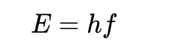 E = hf